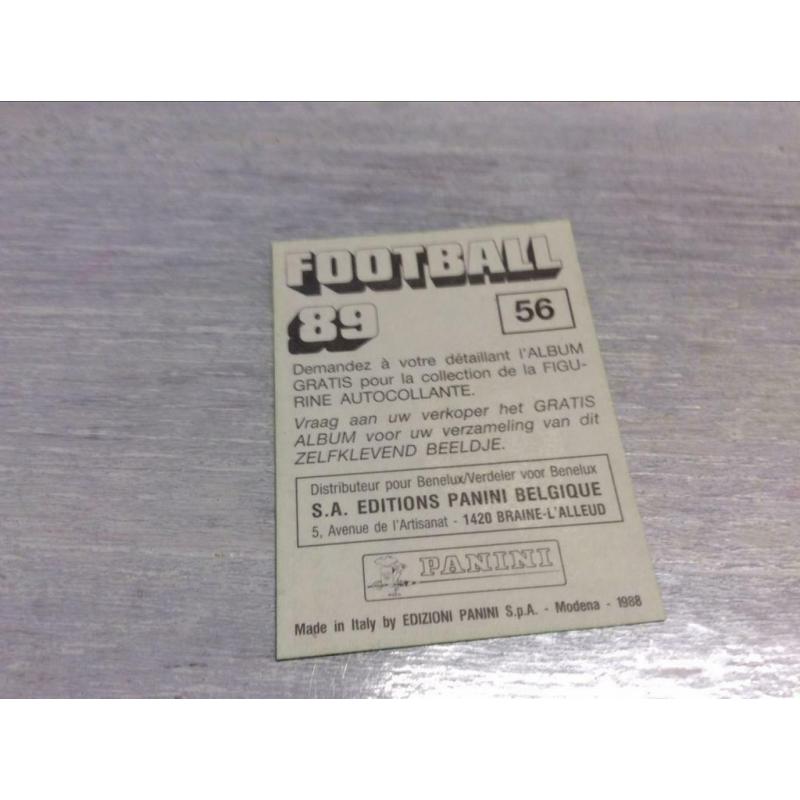 FOOTBALL
89
56
Demandez à votre détaillant l'ALBUM
GRATIS pour la collection de la FIGU-
RINE AUTOCOLLANTE.
Vraag aan uw verkoper het GRATIS
ALBUM voor uw verzameling van dit
ZELFKLEVEND BEELDJE.
Distributeur pour Benelux/Verdeler voor Benelux
S.A. EDITIONS PANINI BELGIQUE
5, Avenue de l'Artisanat - 1420 BRAINE-L'ALLEUD
PANINI
Made in Italy by EDIZIONI PANINI S.p.A. - Modena - 1988